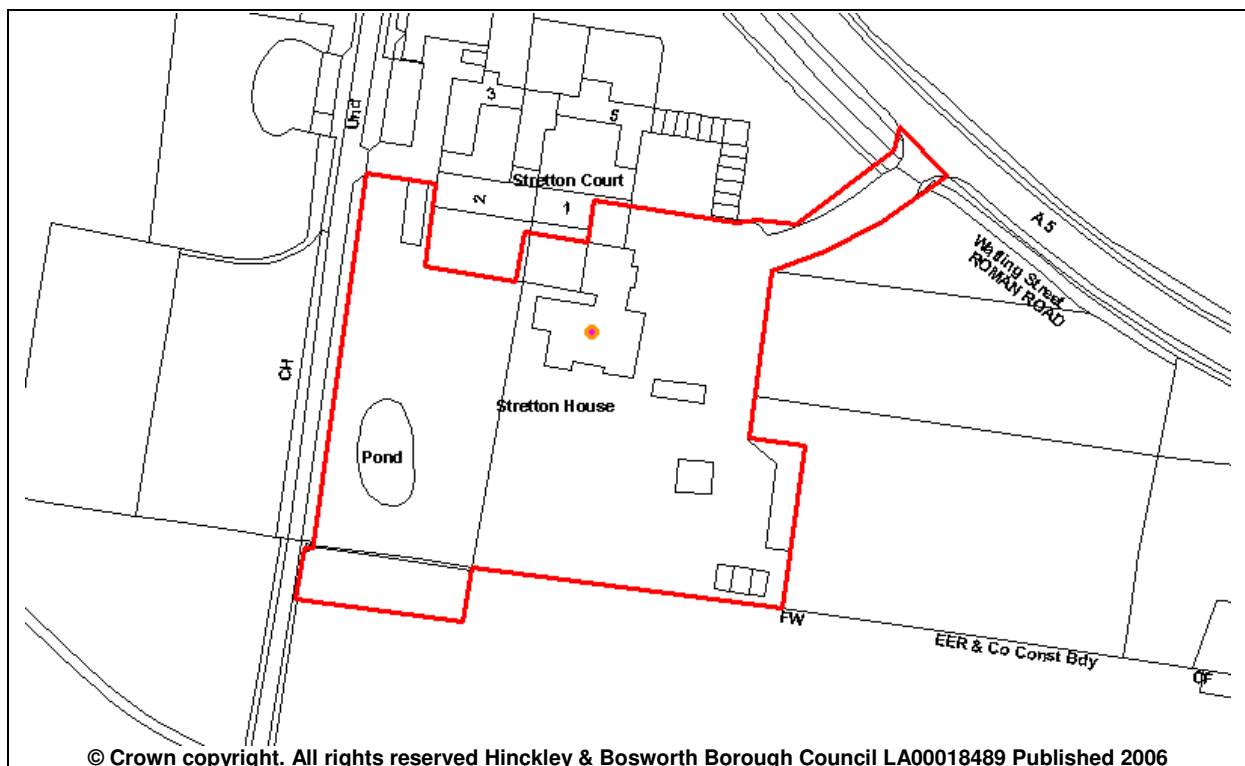 Und
3
5
Stretton Court
2
1
A 5
Watling Street
ROMAN ROAD
CH
Stretton House
Pond
FW
EER & Co Const Bdy
CF
© Crown copyright. All rights reserved Hinckley & Bosworth Borough Council LA00018489 Published 2006